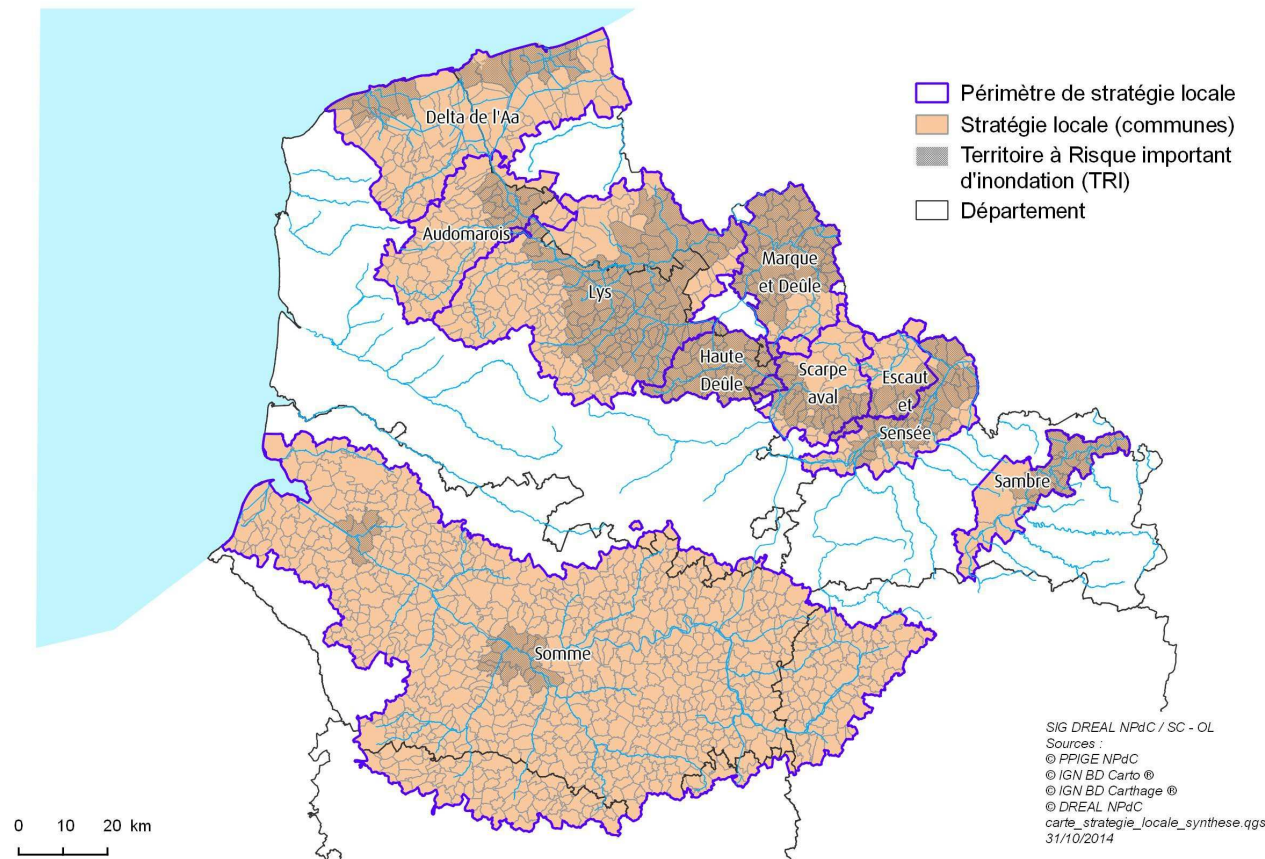 Périmètre de stratégie locale
Stratégie locale (communes)
Territoire à Risque important
d'inondation (TRI)
Département
Delta de l'Aa
Audomarois
Lys
Marque
et Deûle
Haute
Deûle
Scarpe
aval
Escaut
et
Sensée
Sambre
Somme
0 10 20 km
SIG DREAL NPdC / SC - OL
Sources :
© PPIGE NPdC
© IGN BD Carto ®
© IGN BD Carthage ®
© DREAL NPdC
carte_strategie_locale_synthese.qgs
31/10/2014